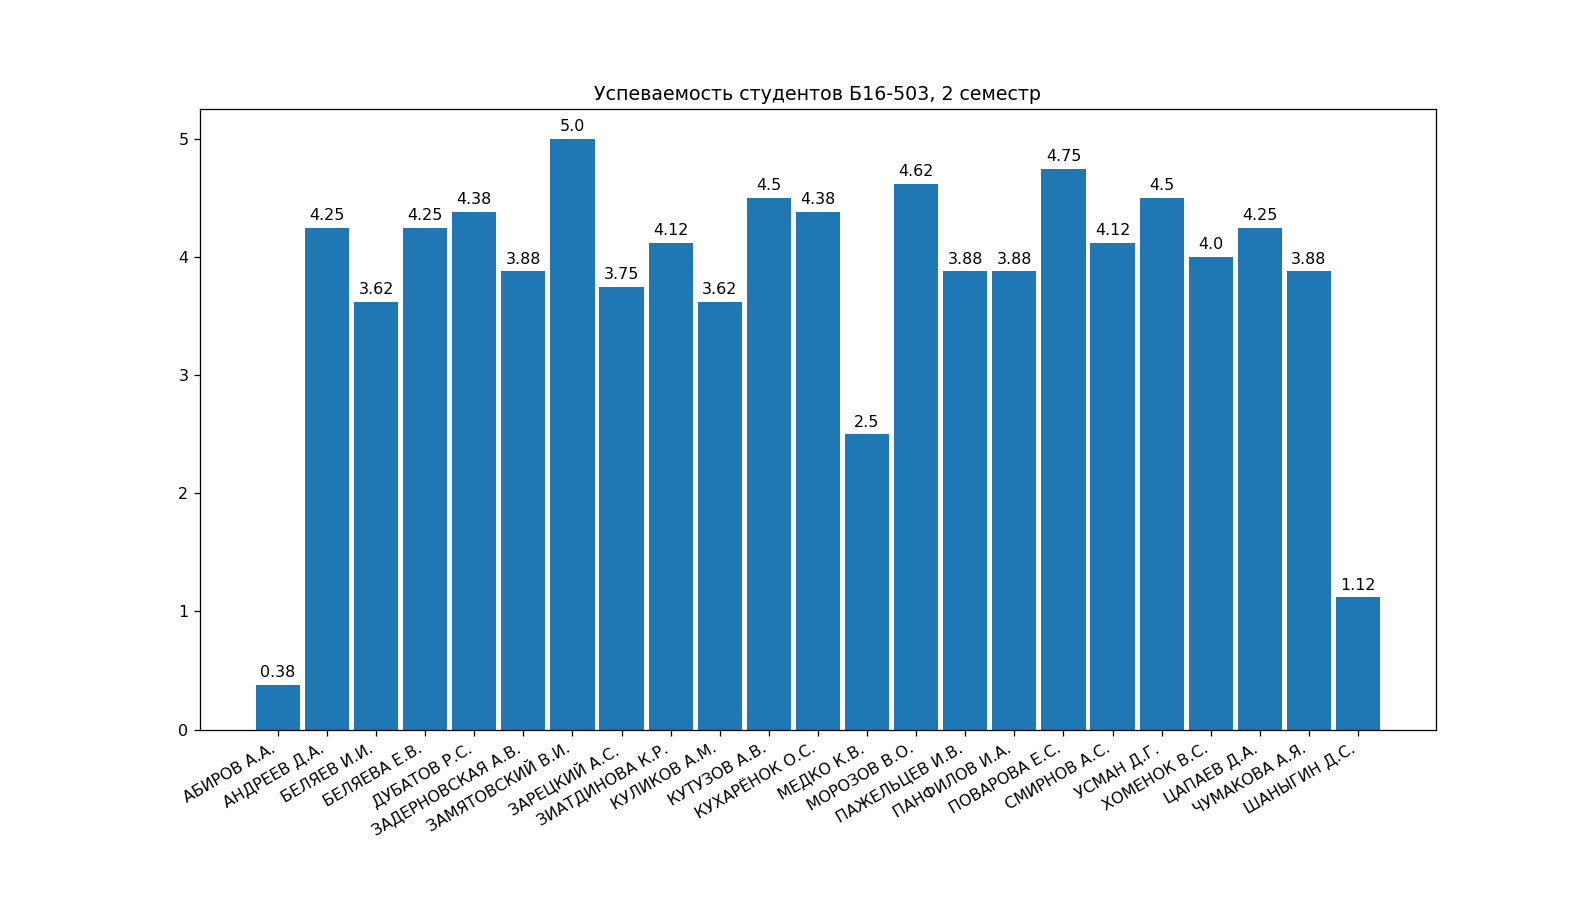 Успеваемость студентов Б16-503, 2 семестр
5
4
3
2
1
0
0.38
4.25
3.62
4.25
4.38
3.88
5.0
3.75
4.12
3.62
4.5
4.38
2.5
4.62
3.88
3.88
4.75
4.12
4.5
4.0
4.25
3.88
1.12
АБИРОВ А.А.
АНДРЕЕВ Д.А.
БЕЛЯЕВ И.И.
БЕЛЯЕВА Е.В.
ДУБАТОВ Р.С.
ЗАДЕРНОВСКАЯ А.В.
ЗАМЯТОВСКИЙ В.И.
ЗАРЕЦКИЙ А.С.
ЗИАТДИНОВА К.Р.
КУЛИКОВ А.М.
КУТУЗОВ А.В.
КУХАРЁНОК О.С.
МЕДКО К.В.
МОРОЗОВ В.О.
ПАЖЕЛЬЦЕВ И.В.
ПАНФИЛОВ И.А.
ПОВАРОВА Е.С.
СМИРНОВ А.С.
УСМАН Д.Г.
ХОМЕНОК В.С.
ЦАПАЕВ Д.А.
ЧУМАКОВА А.Я.
ШАНЫГИН Д.С.